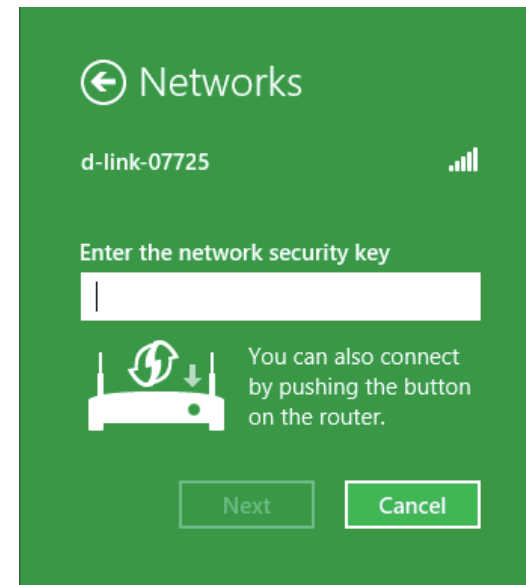 Networks
d-link-07725
Enter the network security key
You can also connect
by pushing the button
on the router.
Next
Cancel